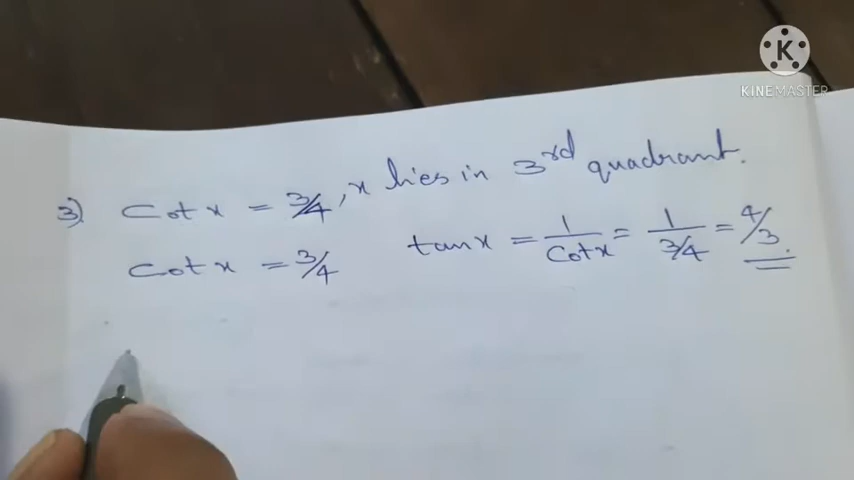 K
KINEMASTER
3) Cot x = 3/4, x lies in 3rd quadrant.
Cot x = 3/4 tan x = 1/Cot x = 1/3/4 = 4/3.